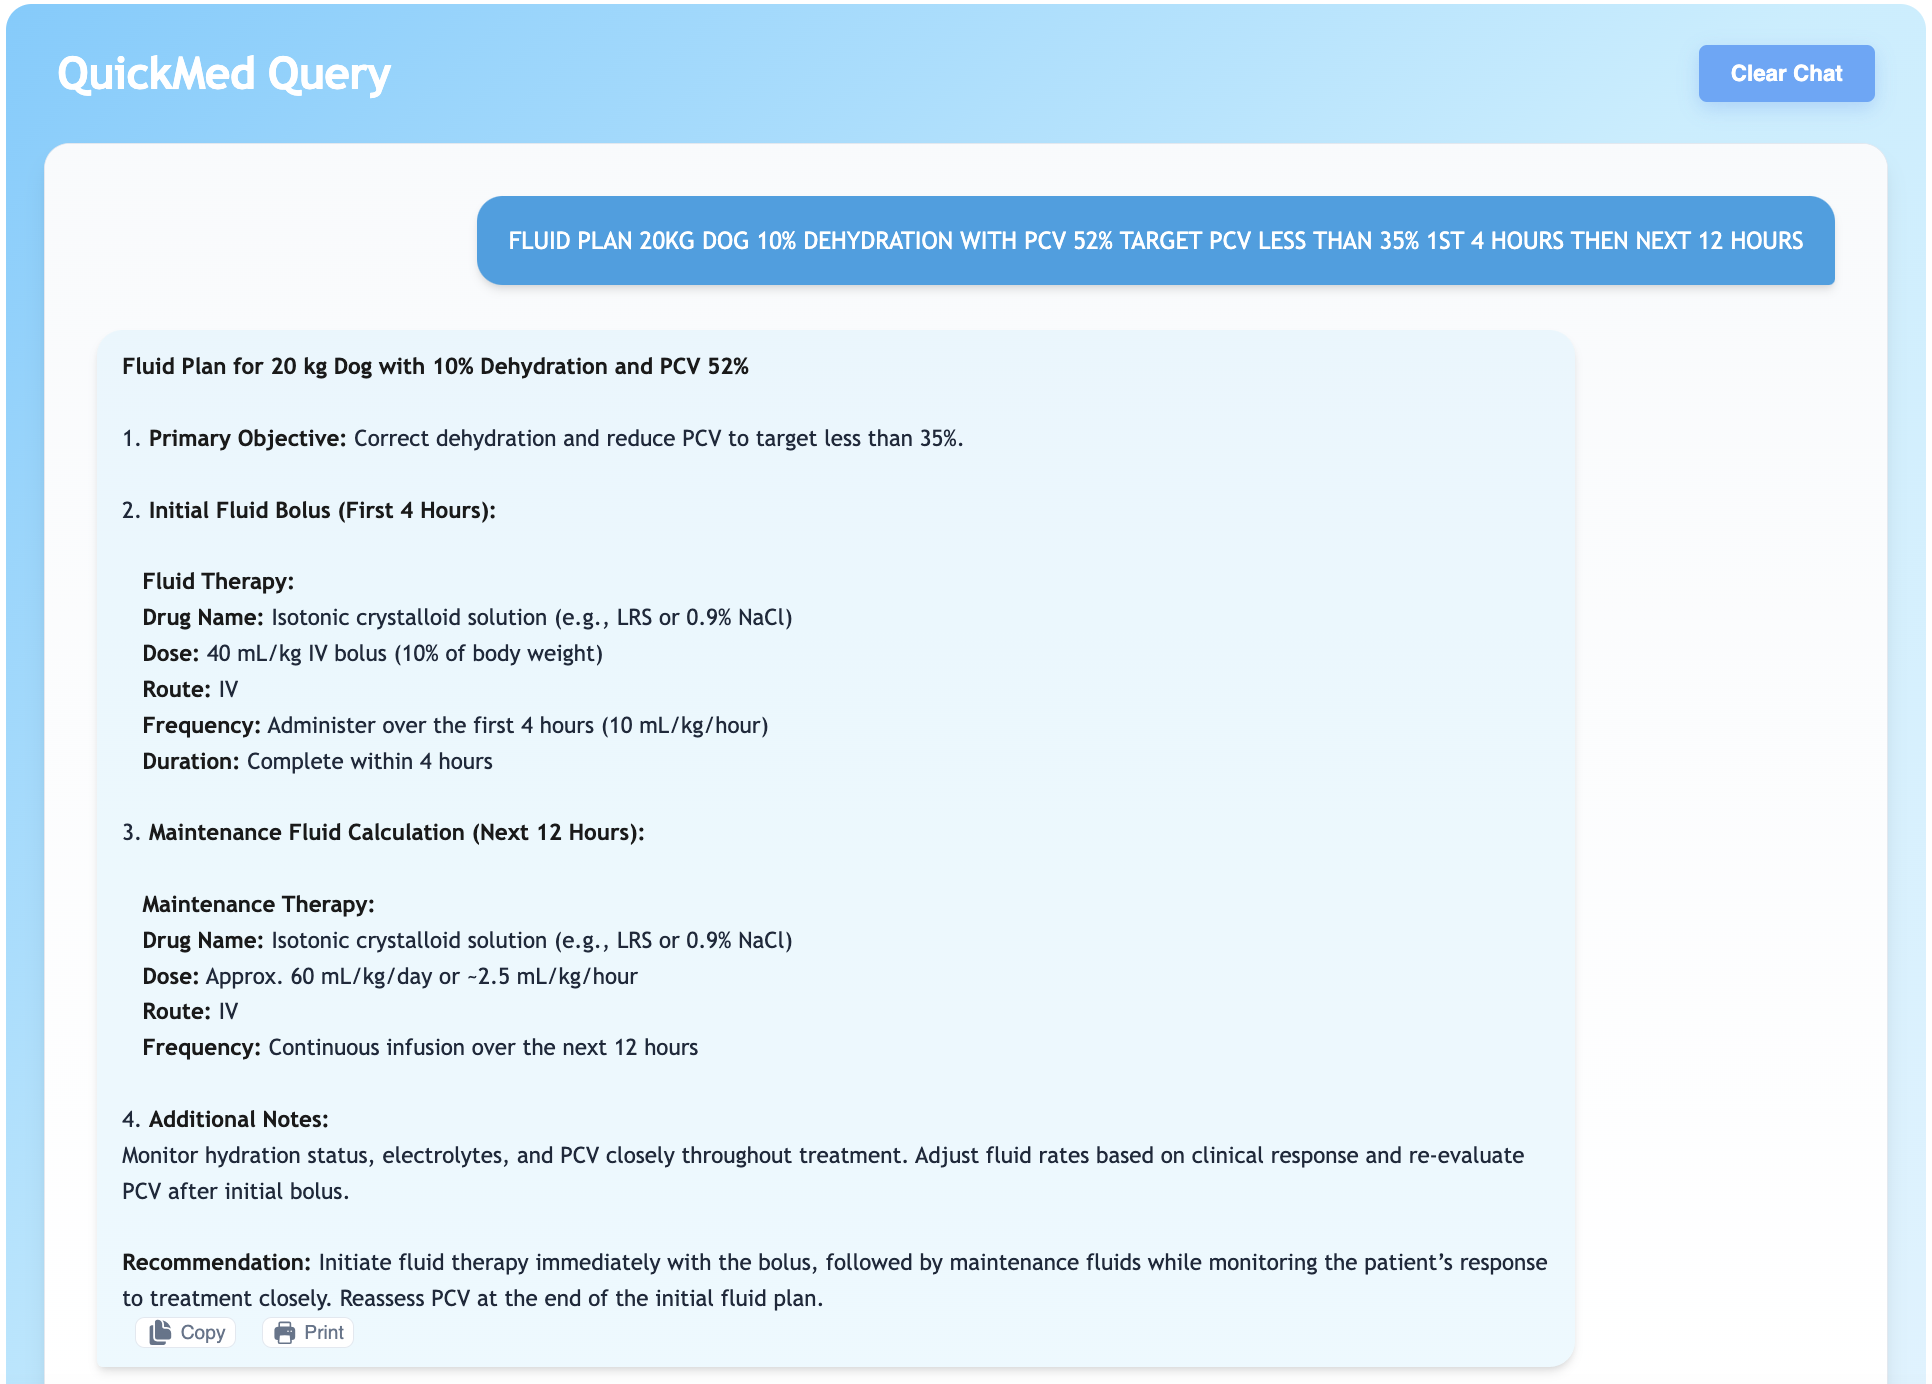 QuickMed Query
Clear Chat
FLUID PLAN 20KG DOG 10% DEHYDRATION WITH PCV 52% TARGET PCV LESS THAN 35% 1ST 4 HOURS THEN NEXT 12 HOURS
Fluid Plan for 20 kg Dog with 10% Dehydration and PCV 52%
1. Primary Objective: Correct dehydration and reduce PCV to target less than 35%.
2. Initial Fluid Bolus (First 4 Hours):
Fluid Therapy:
Drug Name: Isotonic crystalloid solution (e.g., LRS or 0.9% NaCl)
Dose: 40 mL/kg IV bolus (10% of body weight)
Route: IV
Frequency: Administer over the first 4 hours (10 mL/kg/hour)
Duration: Complete within 4 hours
3. Maintenance Fluid Calculation (Next 12 Hours):
Maintenance Therapy:
Drug Name: Isotonic crystalloid solution (e.g., LRS or 0.9% NaCl)
Dose: Approx. 60 mL/kg/day or ~2.5 mL/kg/hour
Route: IV
Frequency: Continuous infusion over the next 12 hours
4. Additional Notes:
Monitor hydration status, electrolytes, and PCV closely throughout treatment. Adjust fluid rates based on clinical response and re-evaluate
PCV after initial bolus.
Recommendation: Initiate fluid therapy immediately with the bolus, followed by maintenance fluids while monitoring the patient’s response
to treatment closely. Reassess PCV at the end of the initial fluid plan.
Copy Print